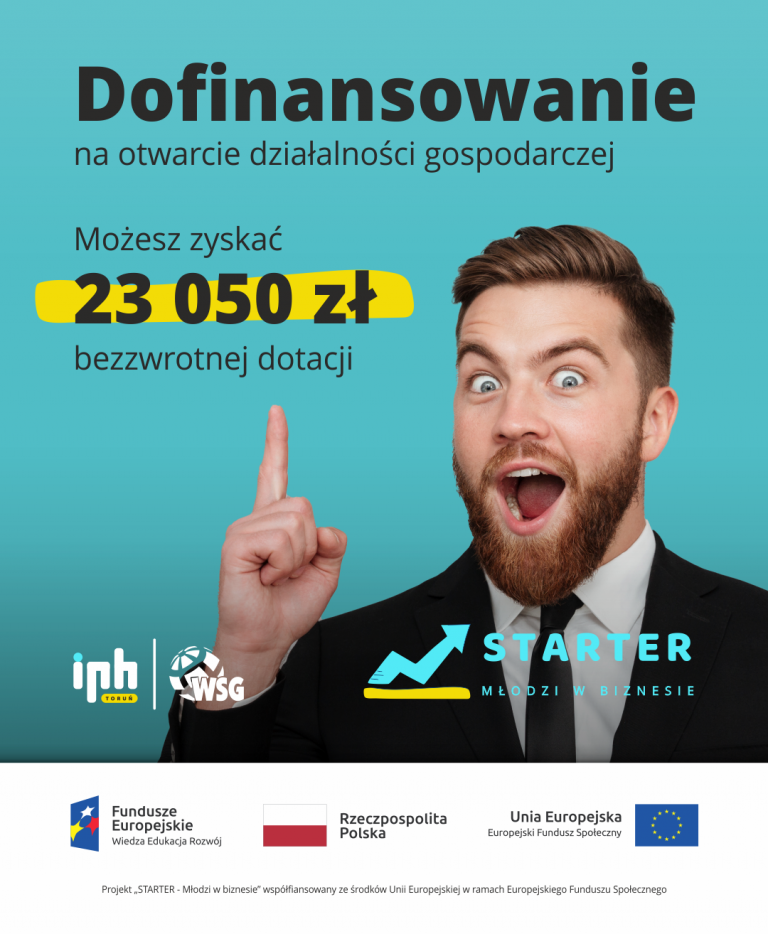 Dofinansowanie
na otwarcie działalności gospodarczej
Możesz zyskać
23 050 zł
bezzwrotnej dotacji
iph
TORUŃ
WSG
STARTER
MŁODZI W BIZNESIE
Fundusze
Europejskie
Wiedza Edukacja Rozwój
Rzeczpospolita
Polska
Unia Europejska
Europejski Fundusz Społeczny
Projekt „STARTER - Młodzi w biznesie” współfiansowany ze środków Unii Europejskiej w ramach Europejskiego Funduszu Społecznego